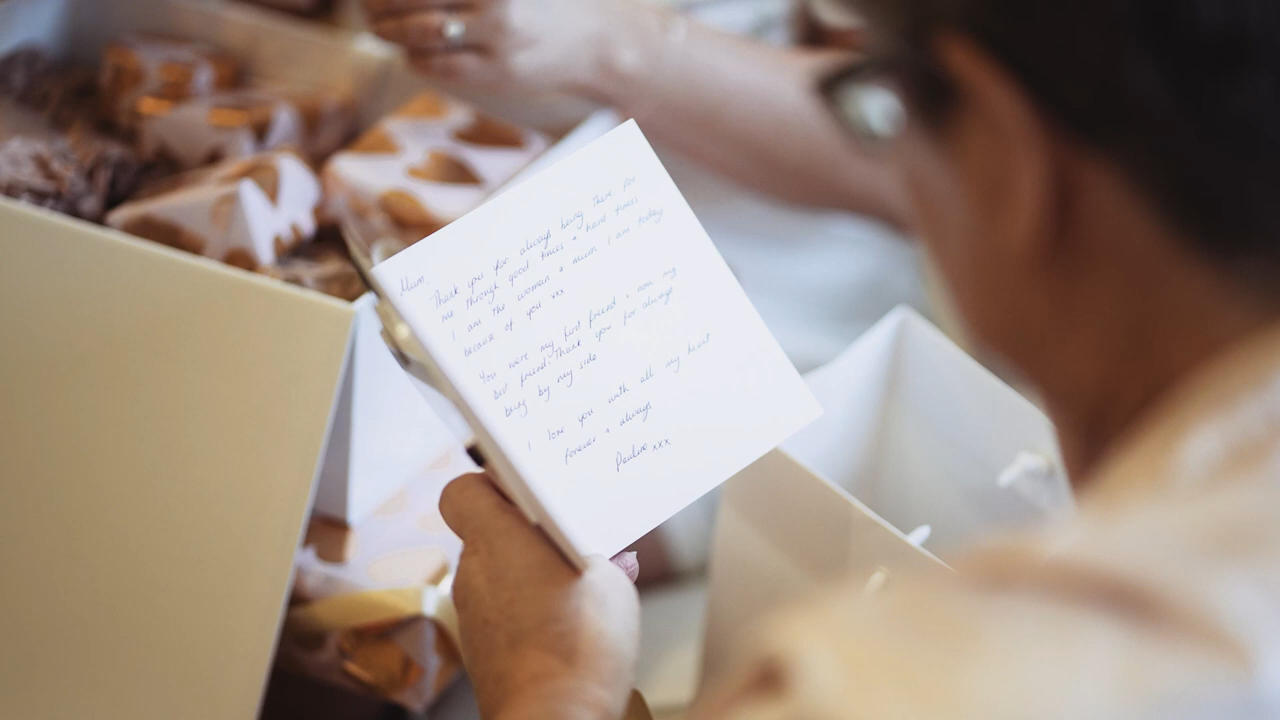 Mum,
Thank you for always being there for
me through good times + hard times
I am the woman + mum I am today
because of you xxx
You were my first friend + now my
best friend. Thank you for always
being by my side
I love you with all my heart
forever + always
Pauline xxx